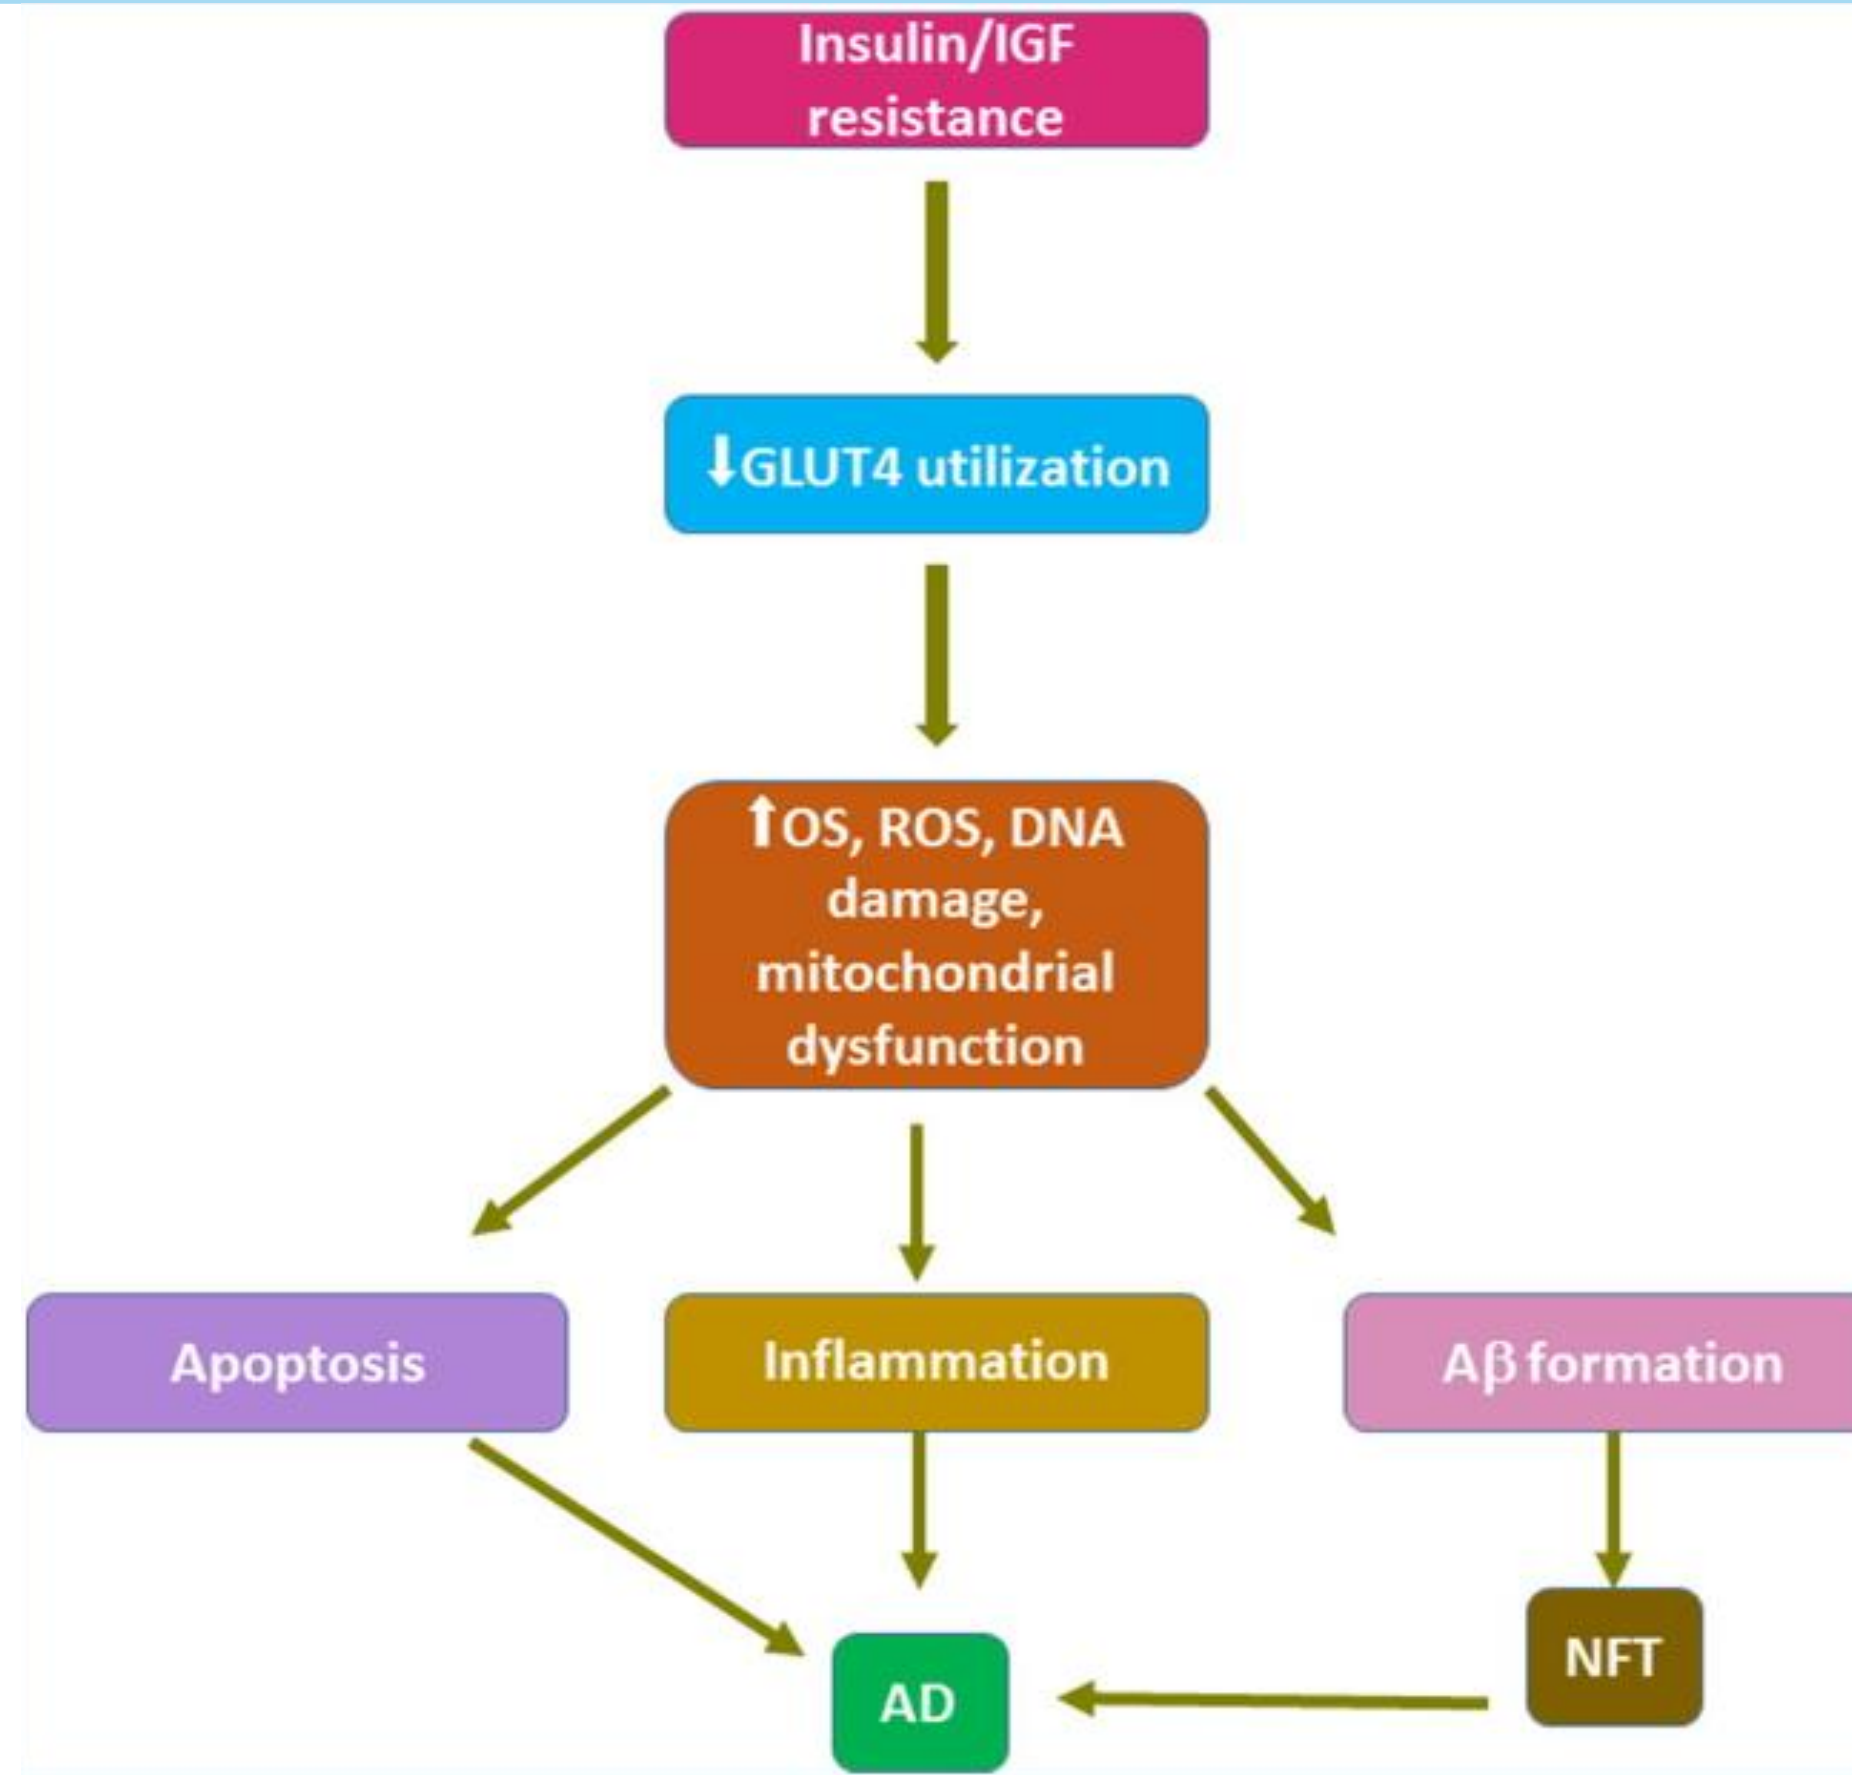 Insulin/IGF
resistance
⬇GLUT4 utilization
⬆OS, ROS, DNA
damage,
mitochondrial
dysfunction
Apoptosis
Inflammation
Aβ formation
NFT
AD